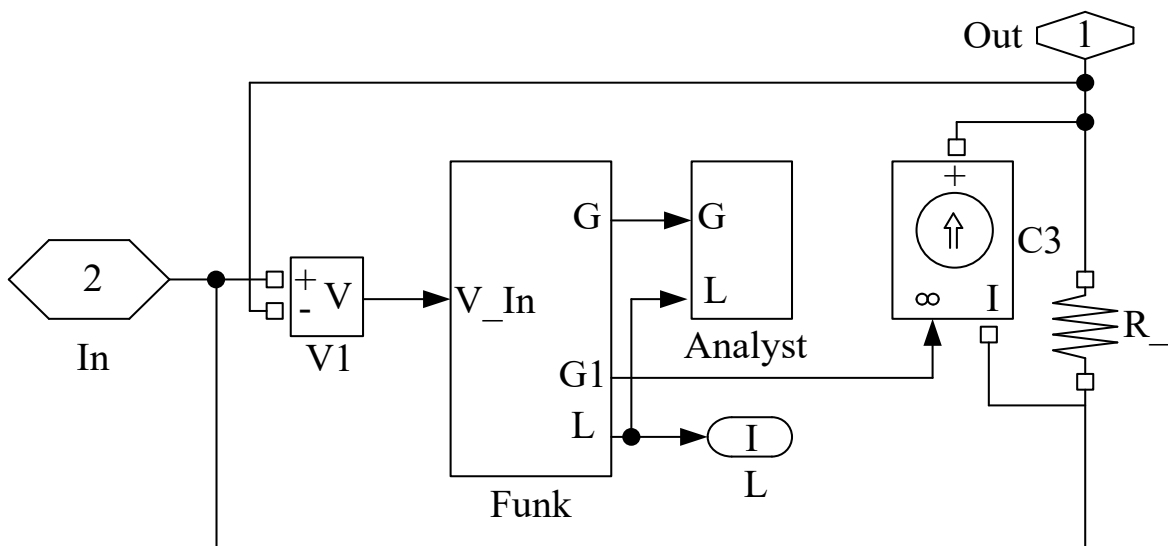 Out 1
+
G G
C3
2 + V
-
V_In
L
∞ I
R_
In V1 Analyst
G1
L
I
Funk L